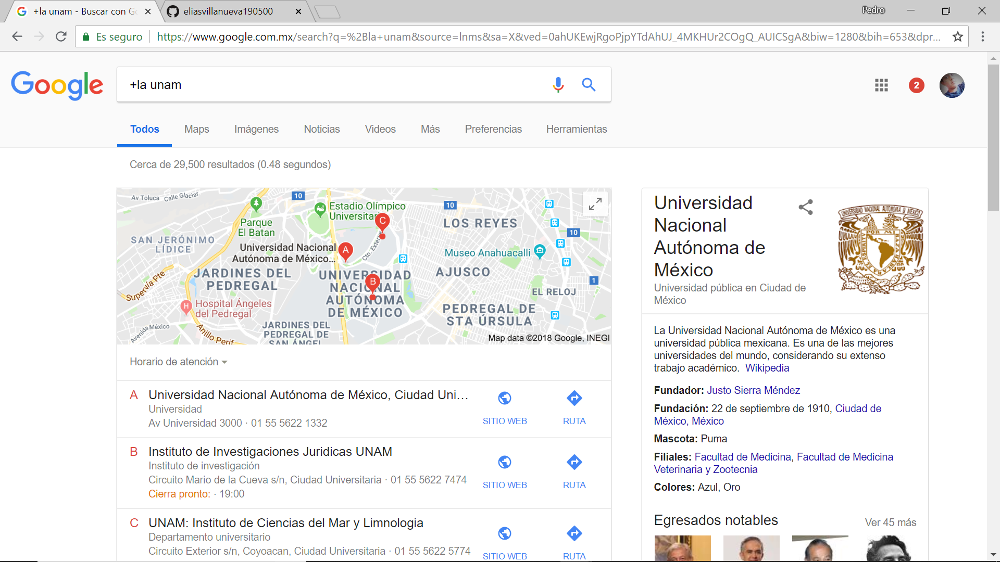 +la unam - Buscar con Go
eliasvillanueva190500
Pedro
Es seguro
https://www.google.com.mx/search?q=%2Bla+unam&source=lnms&sa=X&ved=0ahUKEwjRgoPjpYTdAhUJ_4MKHUr2COgQ_AUICSgA&biw=1280&bih=653&dpr...
Google
+la unam
2
Todos
Maps
Imágenes
Noticias
Videos
Más
Preferencias
Herramientas
Cerca de 29,500 resultados (0.48 segundos)
Av Toluca
Calle Glaciar
10
Estadio Olímpico
Universitari
C
10
Parque
El Batan
LOS REYES
10
SAN JERÓNIMO
LÍDICE
Universidad Nacional
Autónoma de México...
A
Cto. Exterio
Museo Anahuacalli
JARDINES DEL
PEDREGAL
UNIVERSIDAD
NACIONAL
AUTÓNOMA
DE MÉXICO
B
AJUSCO
1
Supervía Pte
EL RELOJ
H
Hospital Ángeles
del Pedregal
PEDREGAL DE
STA ÚRSULA
Avenida México
Anillo Perif
JARDINES DEL
PEDREGAL DE
SAN ÁNGEL
Map data ©2018 Google, INEGI
Horario de atención
A
Universidad Nacional Autónoma de México, Ciudad Uni...
Universidad
Av Universidad 3000 · 01 55 5622 1332
SITIO WEB
RUTA
B
Instituto de Investigaciones Juridicas UNAM
Instituto de investigación
Circuito Mario de la Cueva s/n, Ciudad Universitaria · 01 55 5622 7474
Cierra pronto: · 19:00
SITIO WEB
RUTA
C
UNAM: Instituto de Ciencias del Mar y Limnologia
Departamento universitario
Circuito Exterior s/n, Coyoacan, Ciudad Universitaria · 01 55 5622 5774
SITIO WEB
RUTA
Universidad
Nacional
Autónoma de
México
Universidad pública en Ciudad de
México
UNIVERSIDAD NACIONAL AUTONOMA D MEXICO
La Universidad Nacional Autónoma de México es una
universidad pública mexicana. Es una de las mejores
universidades del mundo, considerando su extenso
trabajo académico. Wikipedia
Fundador: Justo Sierra Méndez
Fundación: 22 de septiembre de 1910, Ciudad de
México, México
Mascota: Puma
Filiales: Facultad de Medicina, Facultad de Medicina
Veterinaria y Zootecnia
Colores: Azul, Oro
Egresados notables
Ver 45 más